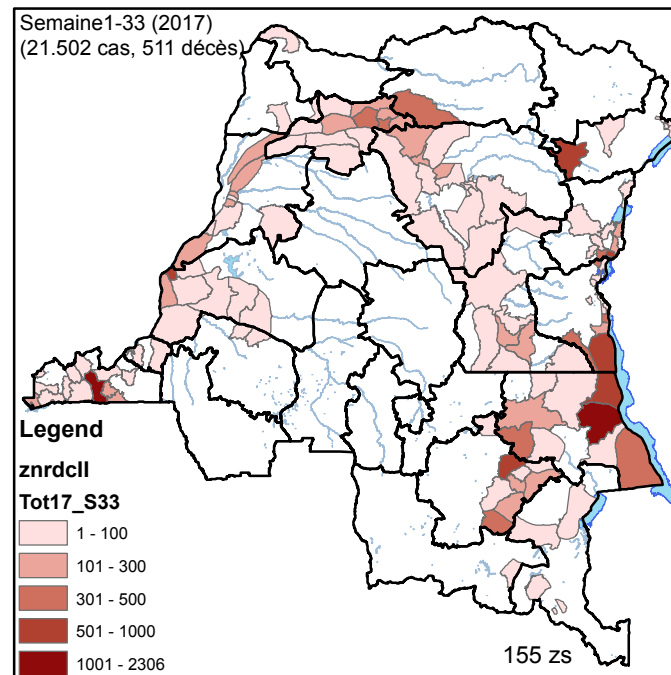 Semaine1-33 (2017)
(21.502 cas, 511 décès)
Legend
znrdcll
Tot17_S33
1 - 100
101 - 300
301 - 500
501 - 1000
1001 - 2306
155 zs